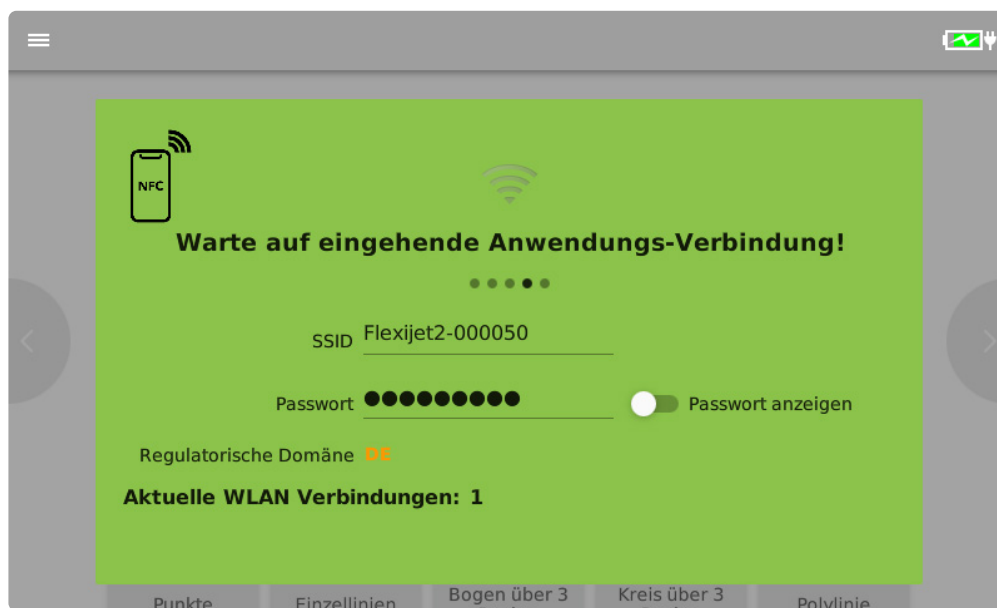 NFC
Warte auf eingehende Anwendungs-Verbindung!
SSID Flexijet2-000050
Passwort ●●●●●●●●● Passwort anzeigen
Regulatorische Domäne DE
Aktuelle WLAN Verbindungen: 1
Punkte Einzellinien Bogen über 3 Kreis über 3 Polylinie